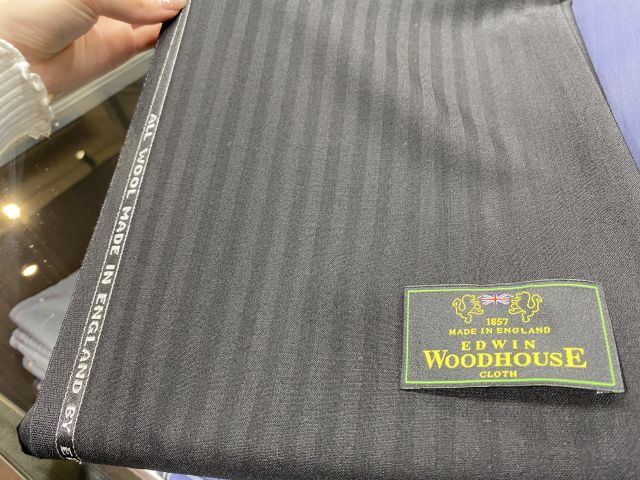 ALL WOOL MADE IN ENGLAND BY E
1857
MADE IN ENGLAND
EDWIN
WOODHOUSE
CLOTH